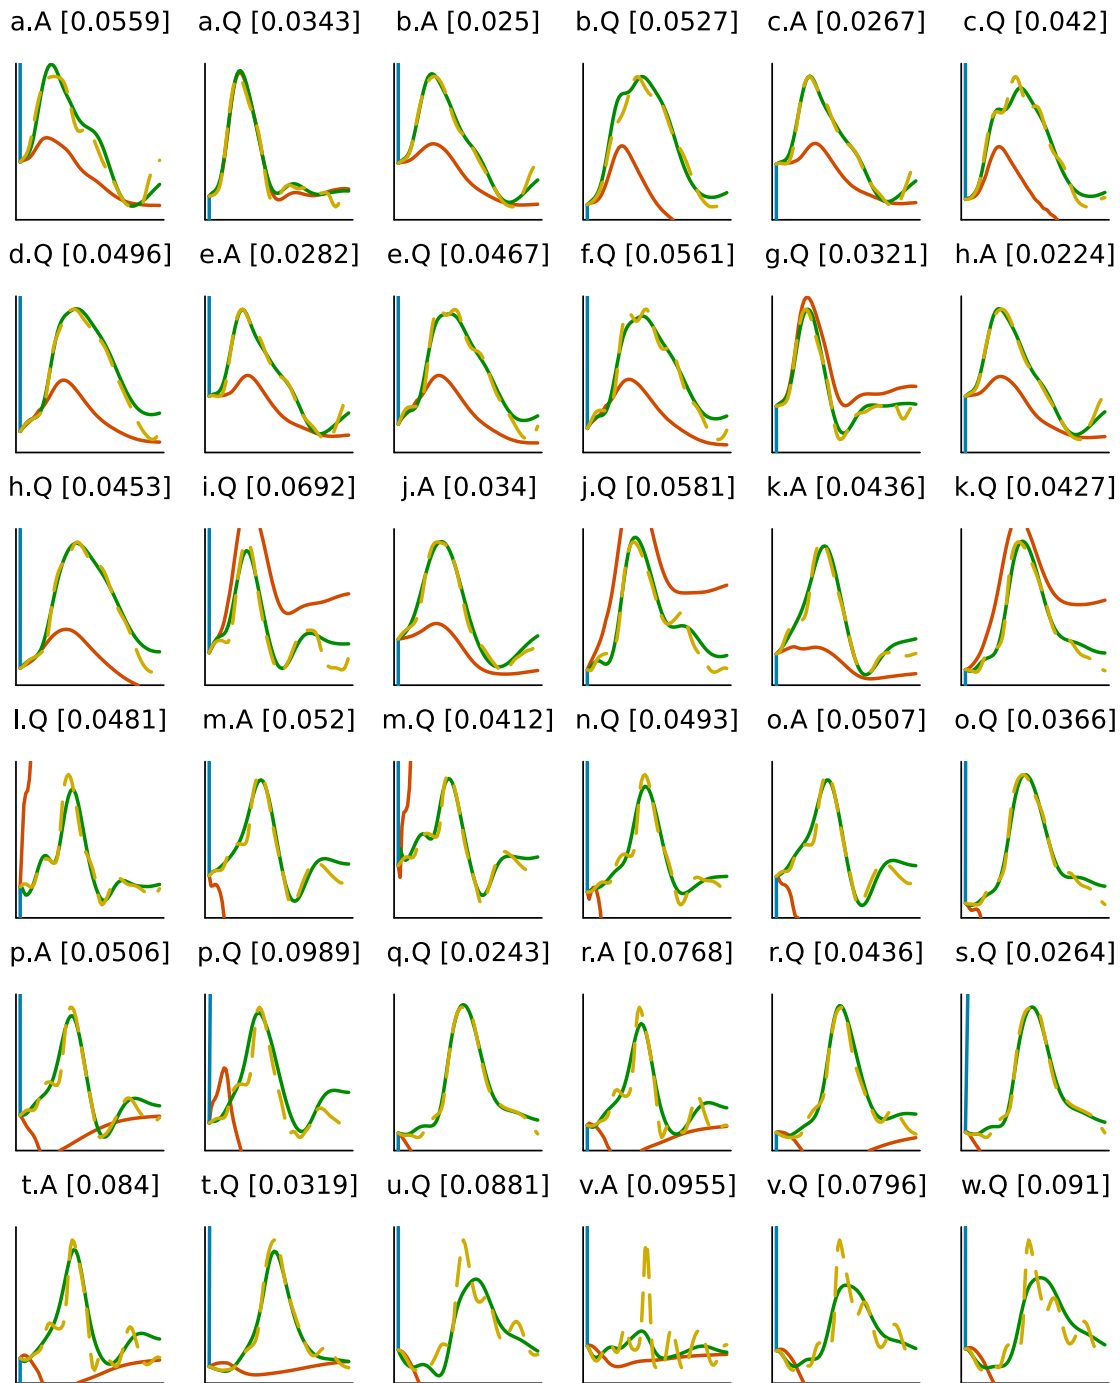 a.A [0.0559] a.Q [0.0343] b.A [0.025] b.Q [0.0527] c.A [0.0267] c.Q [0.042]
d.Q [0.0496] e.A [0.0282] e.Q [0.0467] f.Q [0.0561] g.Q [0.0321] h.A [0.0224]
h.Q [0.0453] i.Q [0.0692] j.A [0.034] j.Q [0.0581] k.A [0.0436] k.Q [0.0427]
l.Q [0.0481] m.A [0.052] m.Q [0.0412] n.Q [0.0493] o.A [0.0507] o.Q [0.0366]
p.A [0.0506] p.Q [0.0989] q.Q [0.0243] r.A [0.0768] r.Q [0.0436] s.Q [0.0264]
t.A [0.084] t.Q [0.0319] u.Q [0.0881] v.A [0.0955] v.Q [0.0796] w.Q [0.091]